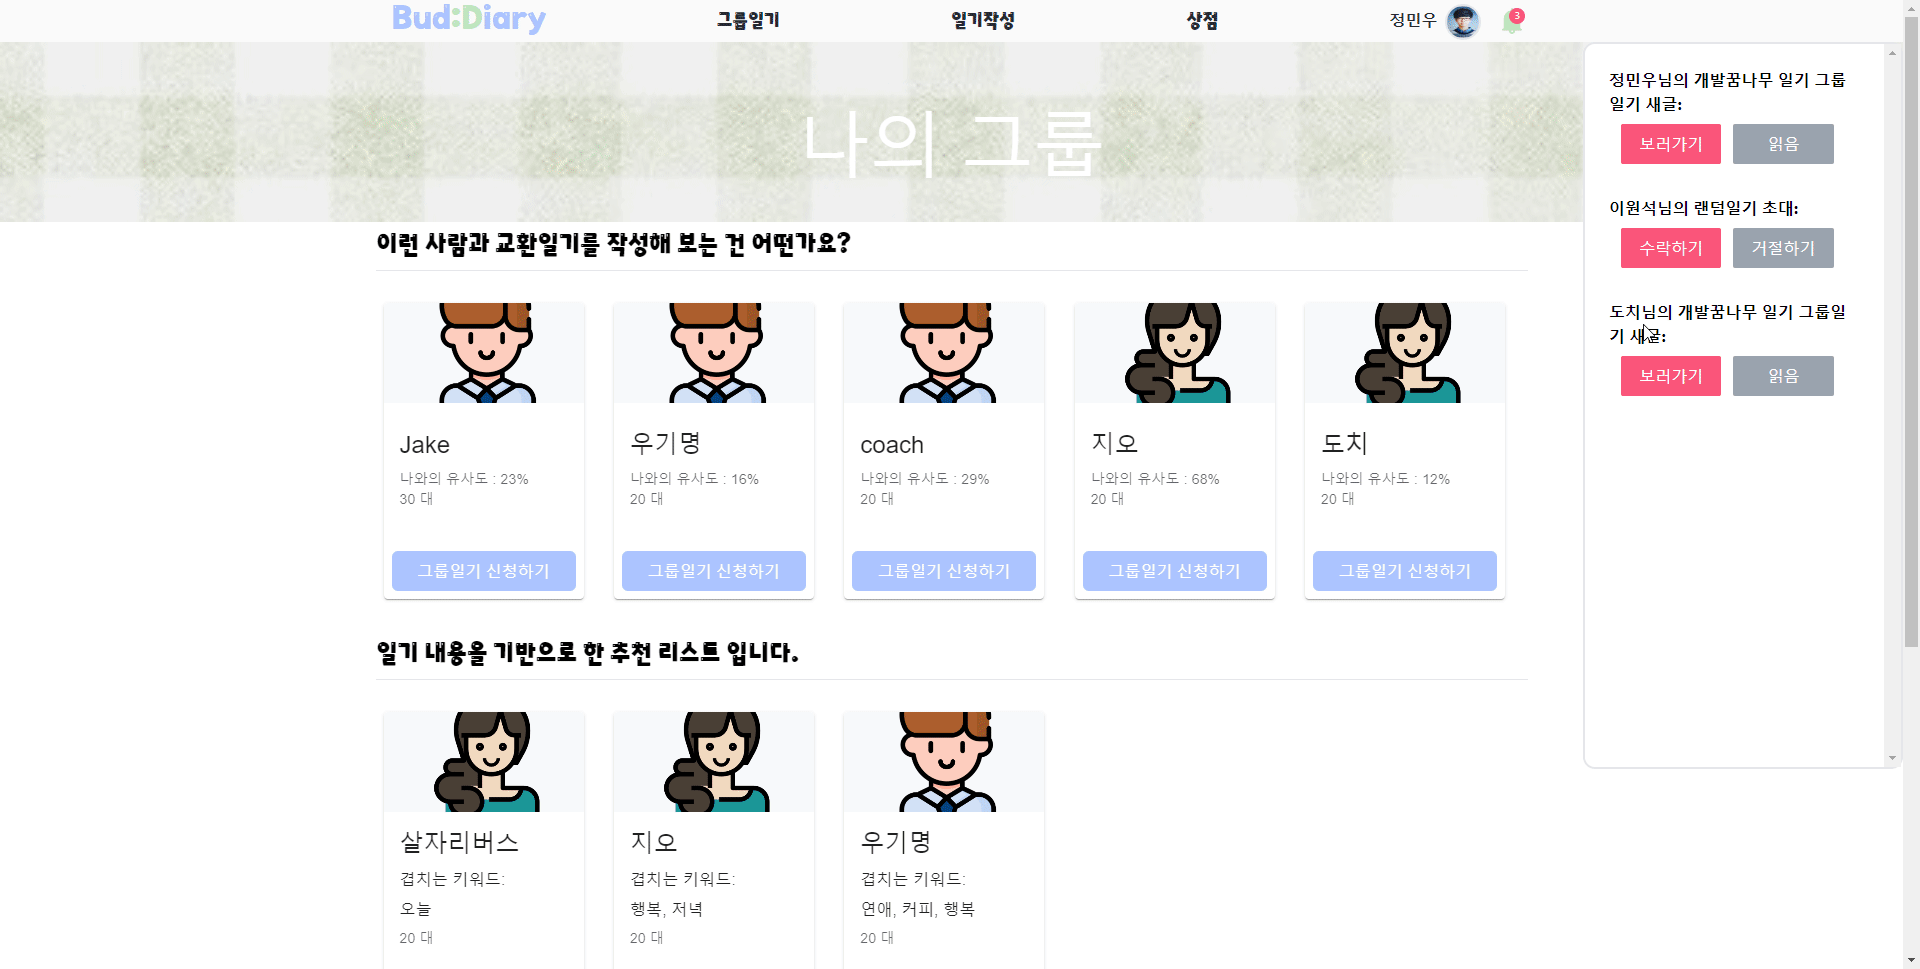 Bud:Diary
그룹일기
일기작성
상점
정민우
3
나의 그룹
이런 사람과 교환일기를 작성해 보는 건 어떤가요?
Jake
나와의 유사도 : 23%
30 대
그룹일기 신청하기
우기명
나와의 유사도 : 16%
20 대
그룹일기 신청하기
coach
나와의 유사도 : 29%
20 대
그룹일기 신청하기
지오
나와의 유사도 : 68%
20 대
그룹일기 신청하기
도치
나와의 유사도 : 12%
20 대
그룹일기 신청하기
일기 내용을 기반으로 한 추천 리스트 입니다.
살자리버스
겹치는 키워드:
오늘
20 대
지오
겹치는 키워드:
행복, 저녁
20 대
우기명
겹치는 키워드:
연애, 커피, 행복
20 대
정민우님의 개발꿈나무 일기 그룹
일기 새글:
보러가기
읽음
이원석님의 랜덤일기 초대:
수락하기
거절하기
도치님의 개발꿈나무 일기 그룹일
기 새글:
보러가기
읽음